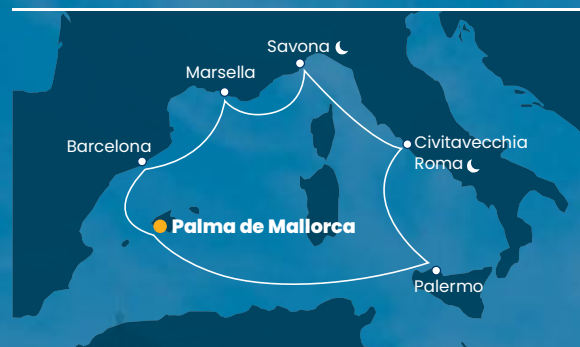 Savona
Marsella
Barcelona
Civitavecchia
Roma
Palma de Mallorca
Palermo